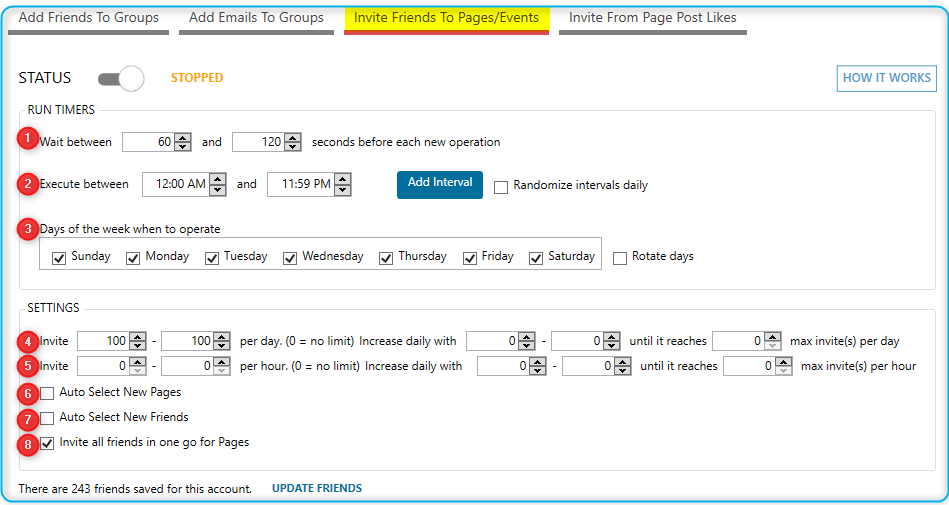 Add Friends To Groups Add Emails To Groups Invite Friends To Pages/Events Invite From Page Post Likes
STATUS STOPPED HOW IT WORKS
RUN TIMERS
1 Wait between 60 and 120 seconds before each new operation
2 Execute between 12:00 AM and 11:59 PM Add Interval Randomize intervals daily
3 Days of the week when to operate
Sunday Monday Tuesday Wednesday Thursday Friday Saturday Rotate days
SETTINGS
4 Invite 100 - 100 per day. (0 = no limit) Increase daily with 0 - 0 until it reaches 0 max invite(s) per day
5 Invite 0 - 0 per hour. (0 = no limit) Increase daily with 0 - 0 until it reaches 0 max invite(s) per hour
6 Auto Select New Pages
7 Auto Select New Friends
8 Invite all friends in one go for Pages
There are 243 friends saved for this account. UPDATE FRIENDS